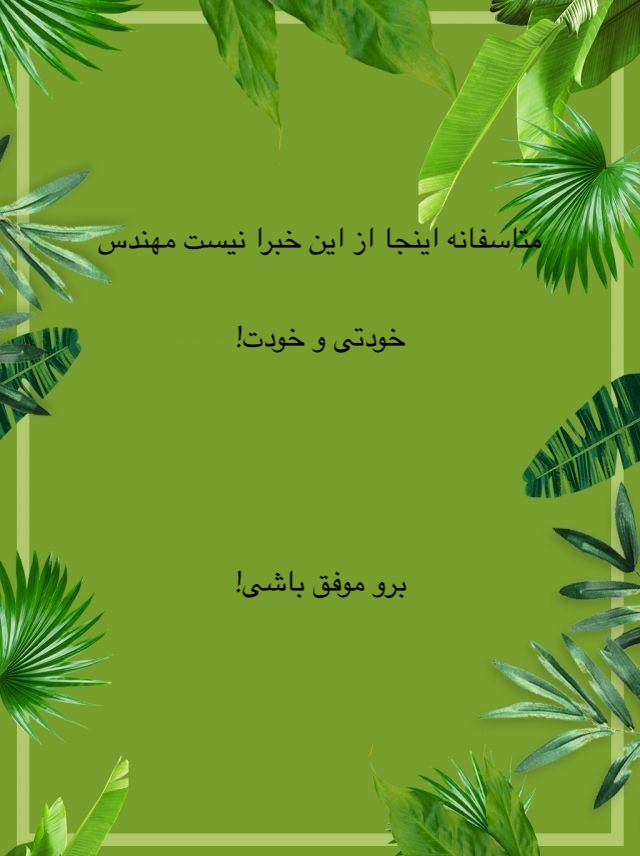 متاسفانه اینجا از این خبرا نیست مهندس
خودتی و خودت!
برو موفق باشی!